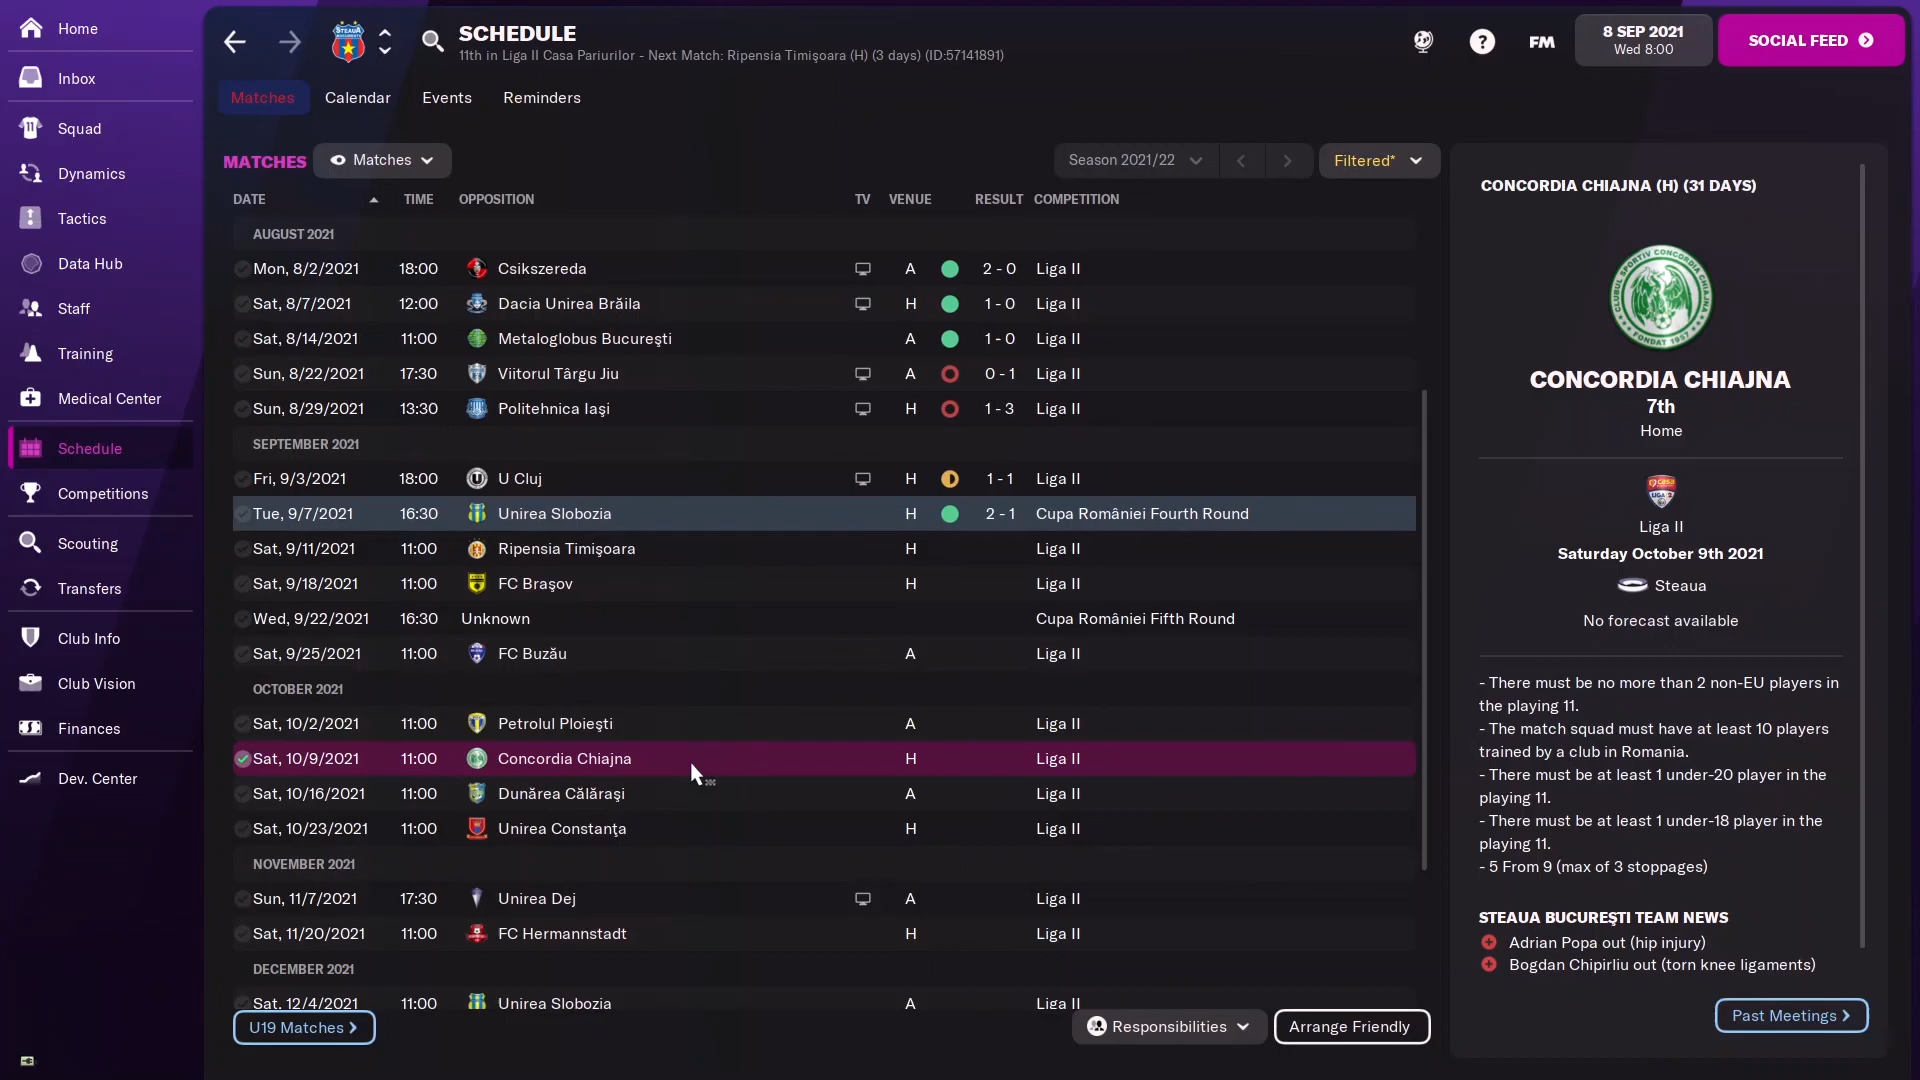 Home
Inbox
Squad
Dynamics
Tactics
Data Hub
Staff
Training
Medical Center
Schedule
Competitions
Scouting
Transfers
Club Info
Club Vision
Finances
Dev. Center
STEAUA
SCHEDULE
11th in Liga II Casa Pariurilor - Next Match: Ripensia Timişoara (H) (3 days) (ID:57141891)
? FM
8 SEP 2021
Wed 8:00
SOCIAL FEED
Matches Calendar Events Reminders
MATCHES Matches Season 2021/22 Filtered*
DATE TIME OPPOSITION TV VENUE RESULT COMPETITION
AUGUST 2021
Mon, 8/2/2021 18:00 Csikszereda A 2 - 0 Liga II
Sat, 8/7/2021 12:00 Dacia Unirea Brăila H 1 - 0 Liga II
Sat, 8/14/2021 11:00 Metaloglobus Bucureşti A 1 - 0 Liga II
Sun, 8/22/2021 17:30 Viitorul Târgu Jiu A 0 - 1 Liga II
Sun, 8/29/2021 13:30 Politehnica Iaşi H 1 - 3 Liga II
SEPTEMBER 2021
Fri, 9/3/2021 18:00 U Cluj H 1 - 1 Liga II
Tue, 9/7/2021 16:30 Unirea Slobozia H 2 - 1 Cupa României Fourth Round
Sat, 9/11/2021 11:00 Ripensia Timişoara H Liga II
Sat, 9/18/2021 11:00 FC Braşov H Liga II
Wed, 9/22/2021 16:30 Unknown Cupa României Fifth Round
Sat, 9/25/2021 11:00 FC Buzău A Liga II
OCTOBER 2021
Sat, 10/2/2021 11:00 Petrolul Ploieşti A Liga II
Sat, 10/9/2021 11:00 Concordia Chiajna H Liga II
Sat, 10/16/2021 11:00 Dunărea Călăraşi A Liga II
Sat, 10/23/2021 11:00 Unirea Constanţa H Liga II
NOVEMBER 2021
Sun, 11/7/2021 17:30 Unirea Dej A Liga II
Sat, 11/20/2021 11:00 FC Hermannstadt H Liga II
DECEMBER 2021
Sat, 12/4/2021 11:00 Unirea Slobozia A Liga II
U19 Matches
Responsibilities
Arrange Friendly
CONCORDIA CHIAJNA (H) (31 DAYS)
CLUBUL SPORTIV CONCORDIA CHIAJNA
FONDAT 1957
CONCORDIA CHIAJNA
7th
Home
Casa
LIGA 2
Liga II
Saturday October 9th 2021
Steaua
No forecast available
- There must be no more than 2 non-EU players in
the playing 11.
- The match squad must have at least 10 players
trained by a club in Romania.
- There must be at least 1 under-20 player in the
playing 11.
- There must be at least 1 under-18 player in the
playing 11.
- 5 From 9 (max of 3 stoppages)
STEAUA BUCUREŞTI TEAM NEWS
Adrian Popa out (hip injury)
Bogdan Chipirliu out (torn knee ligaments)
Past Meetings